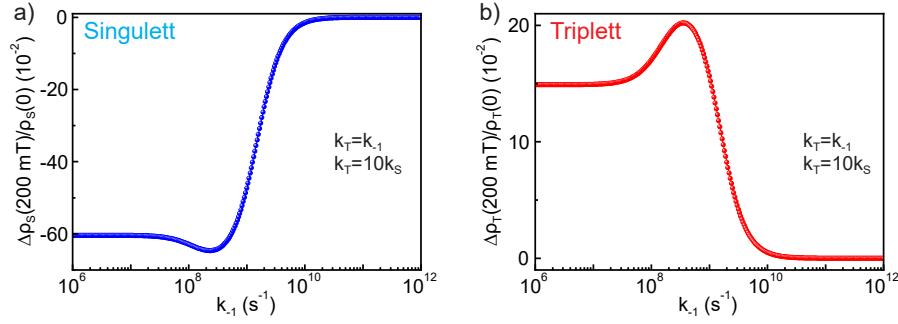 a)
Singulett
Δρ_S(200 mT)/ρ_S(0) (10^-2)
0
-20
-40
-60
k_T=k_-1
k_T=10k_S
10^6 10^8 10^10 10^12
k_-1 (s^-1)
b)
Triplett
Δρ_T(200 mT)/ρ_T(0) (10^-2)
20
10
0
k_T=k_-1
k_T=10k_S
10^6 10^8 10^10 10^12
k_-1 (s^-1)